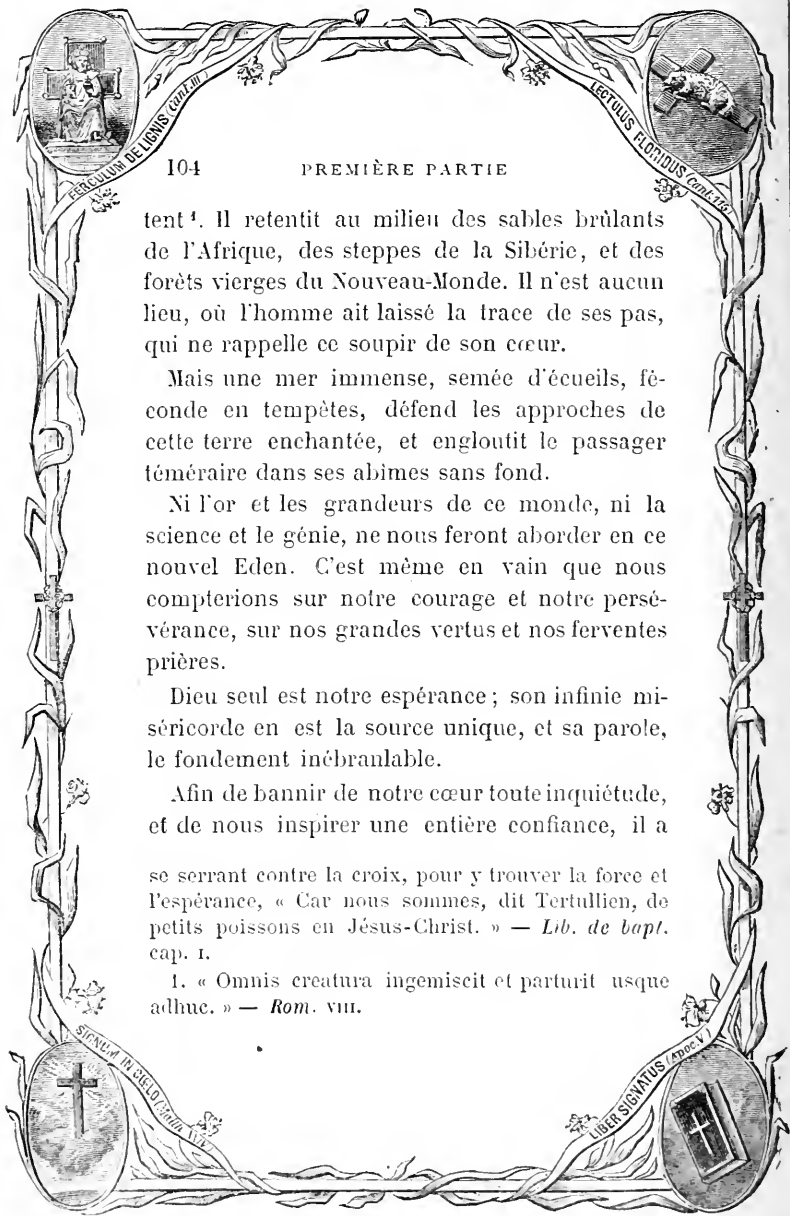 FERCULUM DE LIGNIS (Cant. III)
LECTULUS FLORIDUS (Cant. 116)
104 PREMIÈRE PARTIE
tent¹. Il retentit au milieu des sables brûlants
de l'Afrique, des steppes de la Sibérie, et des
forêts vierges du Nouveau-Monde. Il n'est aucun
lieu, où l'homme ait laissé la trace de ses pas,
qui ne rappelle ce soupir de son cœur.
Mais une mer immense, semée d'écueils, fé-
conde en tempêtes, défend les approches de
cette terre enchantée, et engloutit le passager
téméraire dans ses abîmes sans fond.
Ni l'or et les grandeurs de ce monde, ni la
science et le génie, ne nous feront aborder en ce
nouvel Eden. C'est même en vain que nous
compterions sur notre courage et notre persé-
vérance, sur nos grandes vertus et nos ferventes
prières.
Dieu seul est notre espérance ; son infinie mi-
séricorde en est la source unique, et sa parole,
le fondement inébranlable.
Afin de bannir de notre cœur toute inquiétude,
et de nous inspirer une entière confiance, il a
se serrant contre la croix, pour y trouver la force et
l'espérance, « Car nous sommes, dit Tertullien, de
petits poissons en Jésus-Christ. » — Lib. de bapt.
cap. I.
1. « Omnis creatura ingemiscit et parturit usque
adhuc. » — Rom. VIII.
SIGNUM IN CŒLO
LIBER SIGNATUS (Apoc. V)